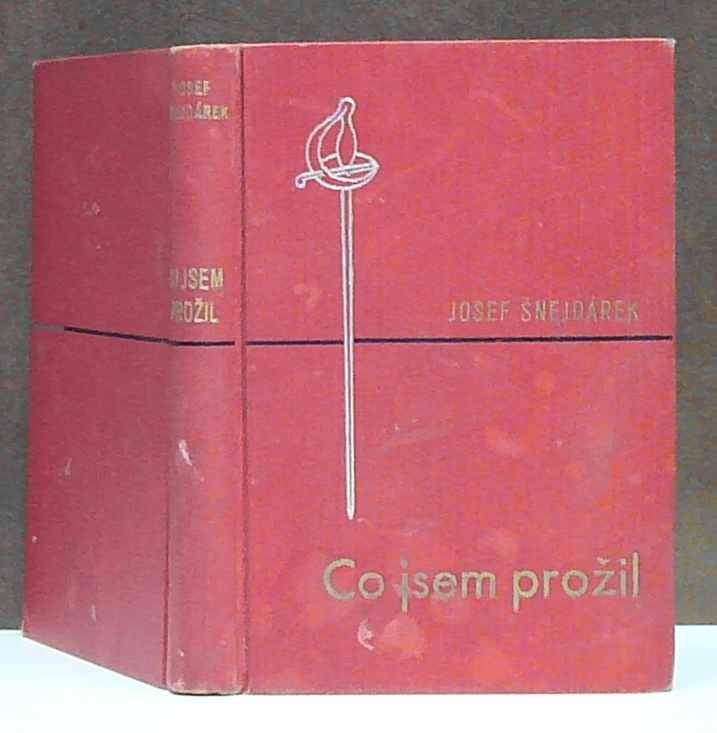 JOSEF
ŠNEJDÁREK
JSEM
PROŽIL
JOSEF ŠNEJDÁREK
Co jsem prožil